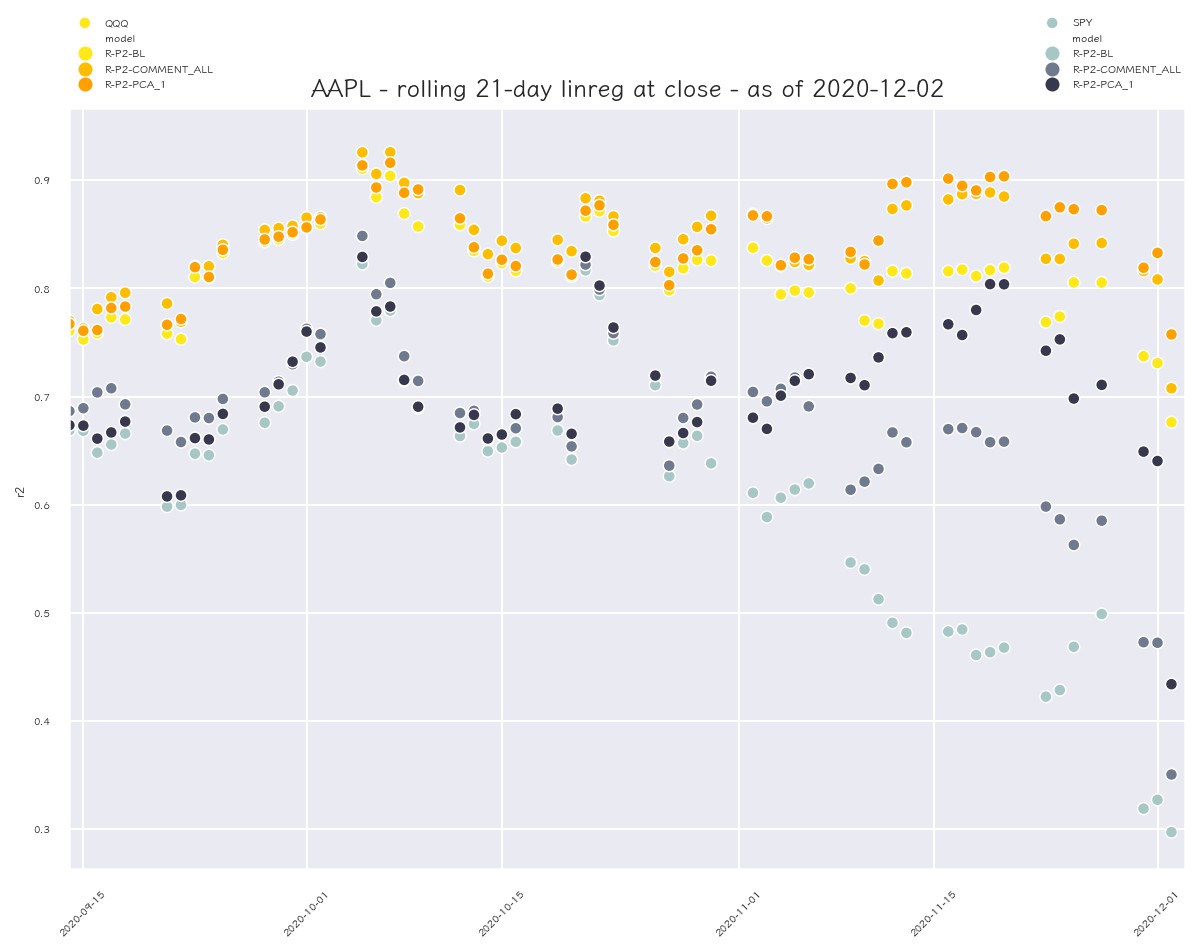 QQQ
model
R-P2-BL
R-P2-COMMENT_ALL
R-P2-PCA_1
SPY
model
R-P2-BL
R-P2-COMMENT_ALL
R-P2-PCA_1
AAPL - rolling 21-day linreg at close - as of 2020-12-02
0.9
0.8
0.7
0.6
0.5
0.4
0.3
r2
2020-09-15
2020-10-01
2020-10-15
2020-11-01
2020-11-15
2020-12-01